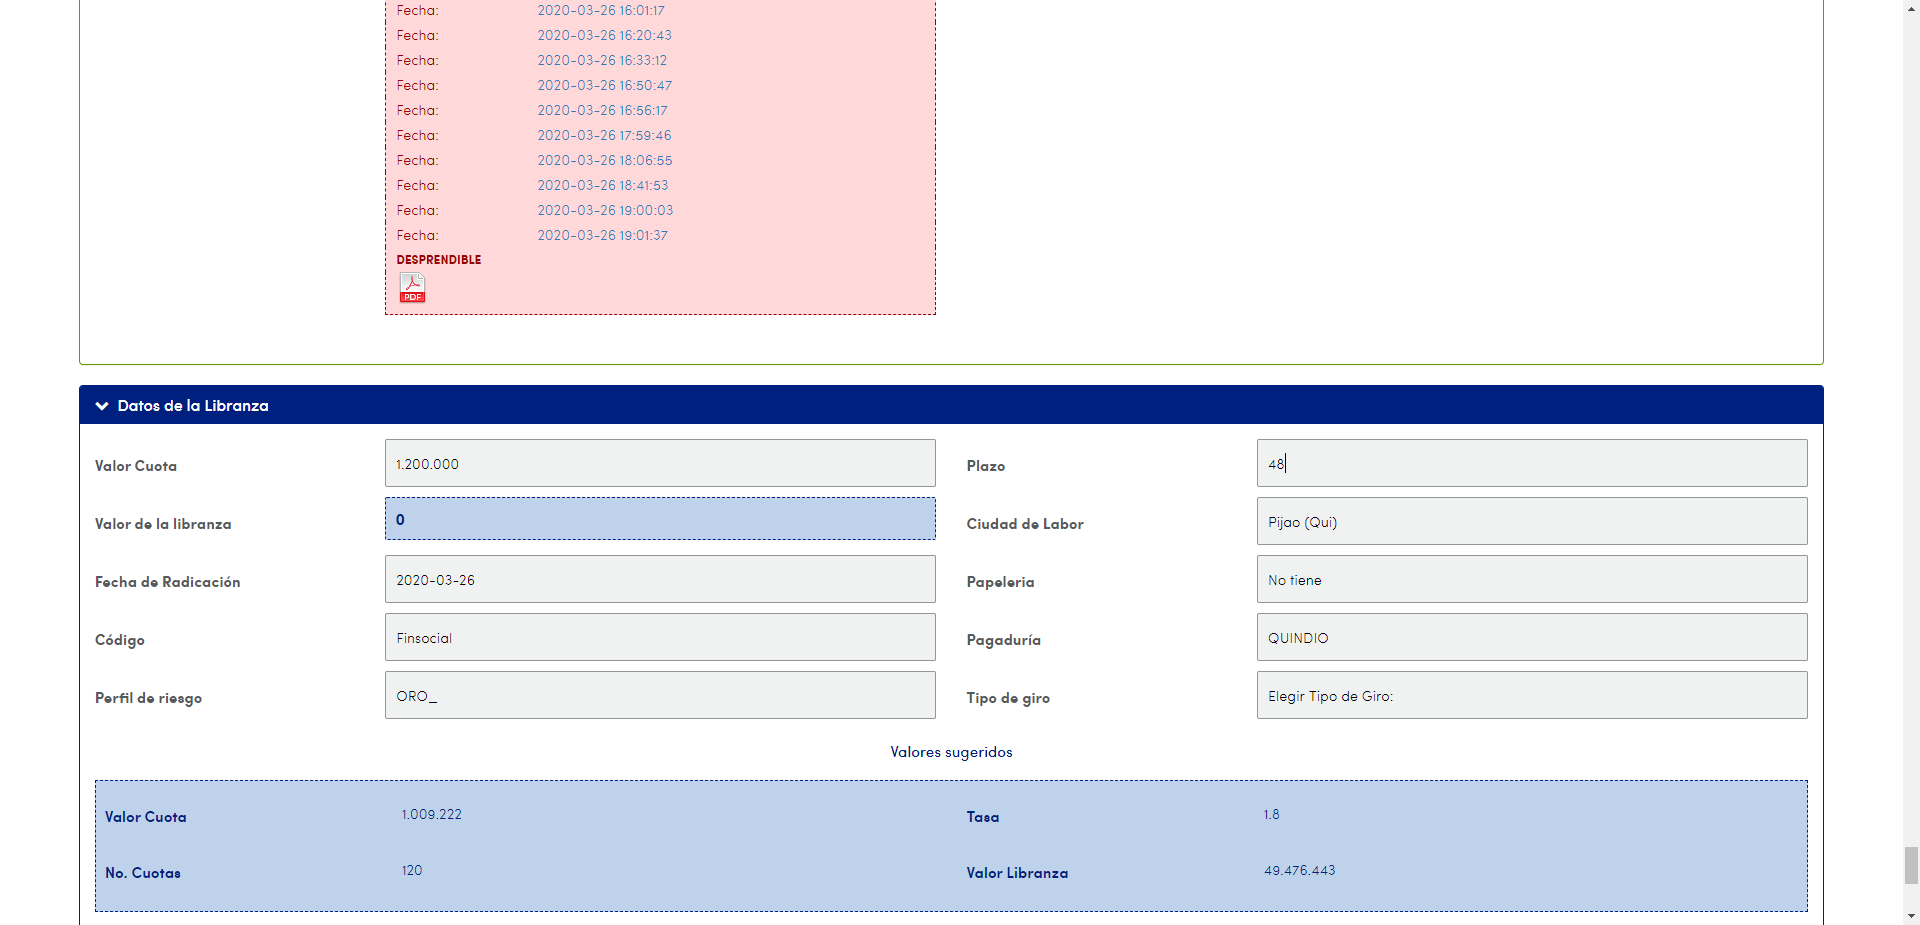 Fecha: 2020-03-26 16:01:17
Fecha: 2020-03-26 16:20:43
Fecha: 2020-03-26 16:33:12
Fecha: 2020-03-26 16:50:47
Fecha: 2020-03-26 16:56:17
Fecha: 2020-03-26 17:59:46
Fecha: 2020-03-26 18:06:55
Fecha: 2020-03-26 18:41:53
Fecha: 2020-03-26 19:00:03
Fecha: 2020-03-26 19:01:37
DESPRENDIBLE
PDF
Datos de la Libranza
Valor Cuota 1.200.000 Plazo 48
Valor de la libranza 0 Ciudad de Labor Pijao (Qui)
Fecha de Radicación 2020-03-26 Papeleria No tiene
Código Finsocial Pagaduría QUINDIO
Perfil de riesgo ORO_ Tipo de giro Elegir Tipo de Giro:
Valores sugeridos
Valor Cuota 1.009.222 Tasa 1.8
No. Cuotas 120 Valor Libranza 49.476.443